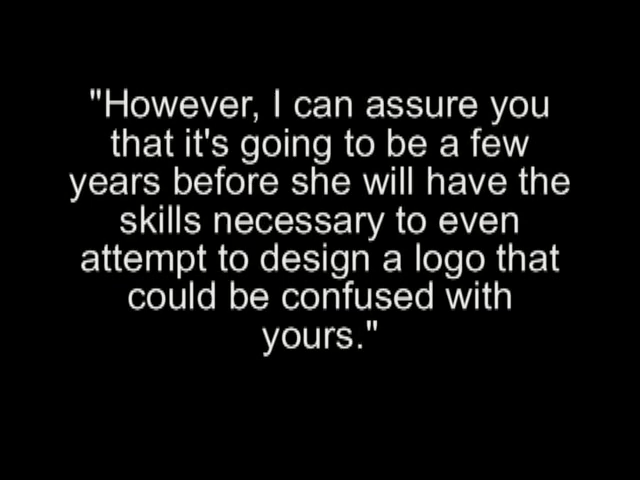 "However, I can assure you
that it's going to be a few
years before she will have the
skills necessary to even
attempt to design a logo that
could be confused with
yours."